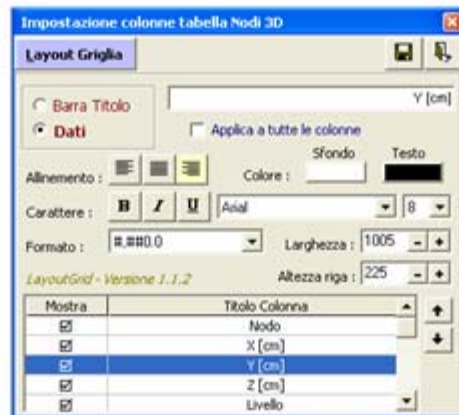 Impostazione colonne tabella Nodi 3D
Layout Griglia
Barra Titolo
Y [cm]
Dati
Applica a tutte le colonne
Sfondo Testo
Allineamento :
Colore :
Carattere :
B I U
Arial
8
Formato :
#,##0.0
Larghezza : 1005 - +
LayoutGrid - Versione 1.1.2
Altezza riga : 225 - +
Mostra Titolo Colonna
Nodo
X [cm]
Y [cm]
Z [cm]
Livello